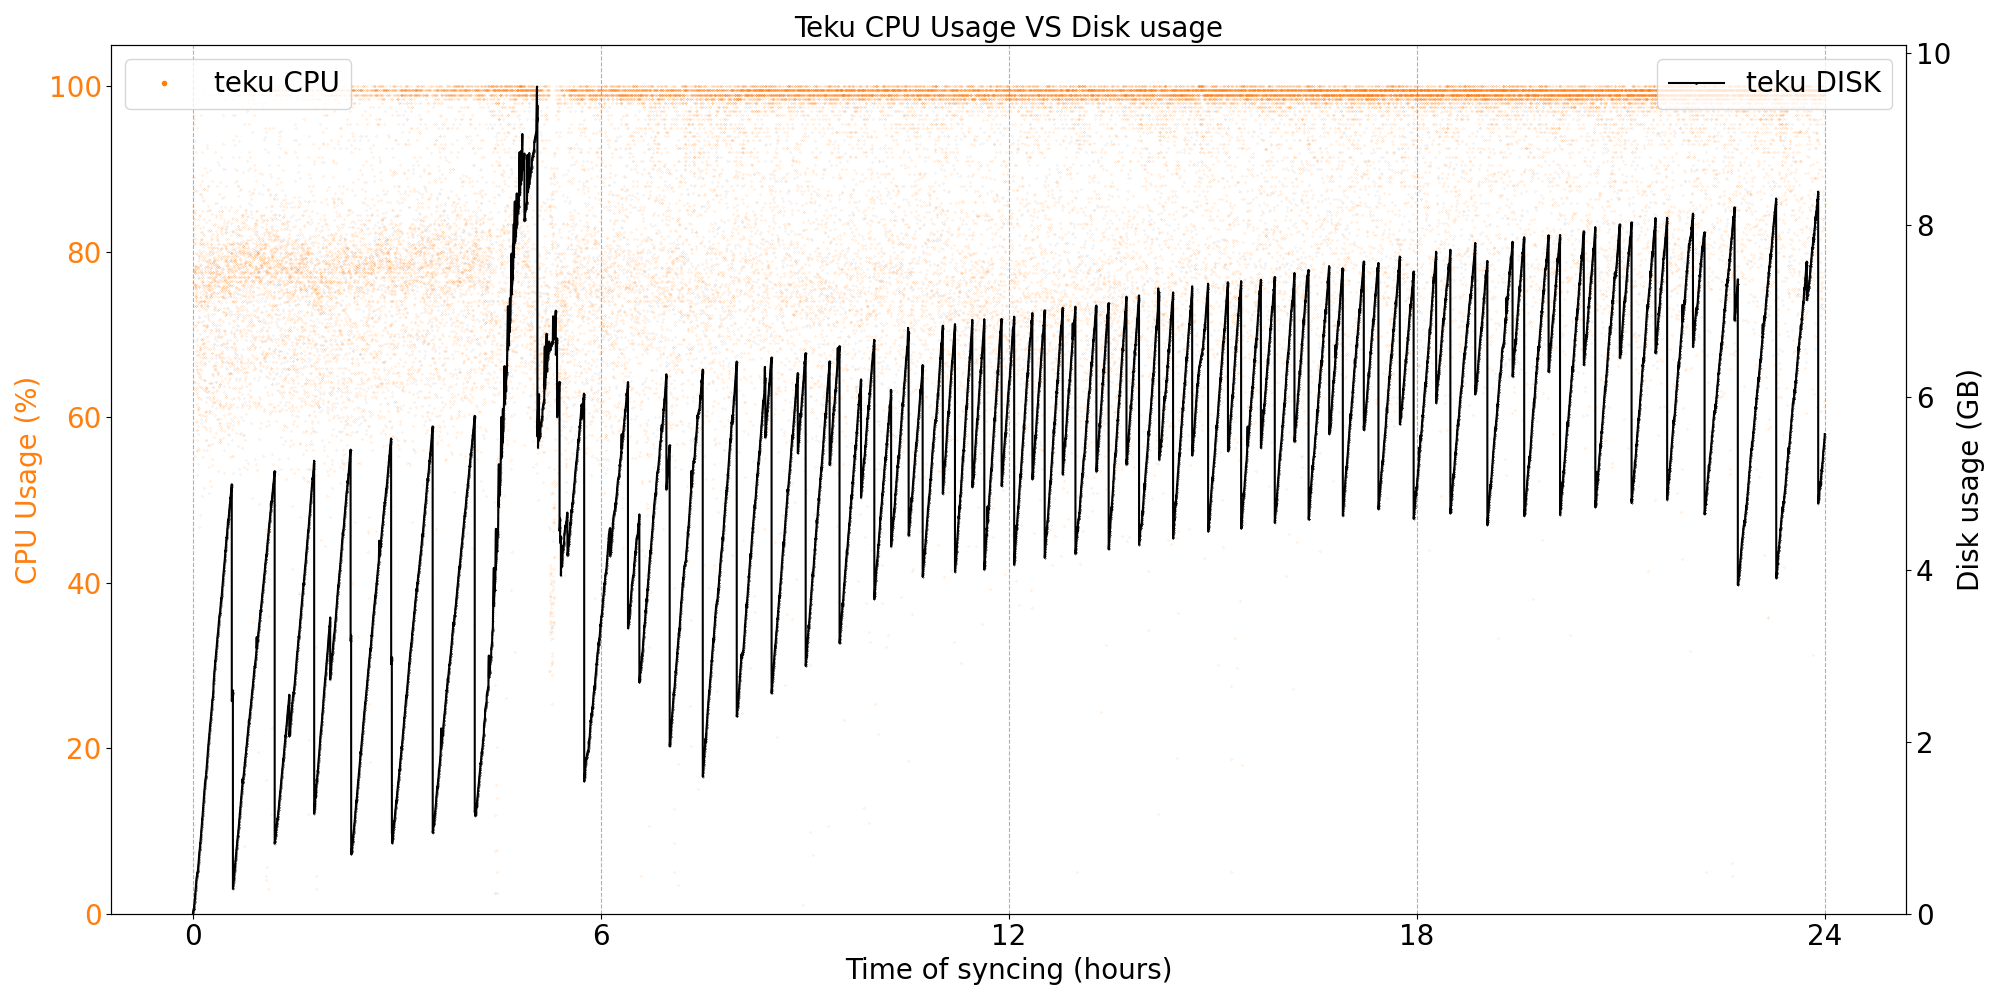 Teku CPU Usage VS Disk usage
teku CPU
teku DISK
100
80
60
40
20
0
CPU Usage (%)
10
8
6
4
2
0
Disk usage (GB)
0 6 12 18 24
Time of syncing (hours)